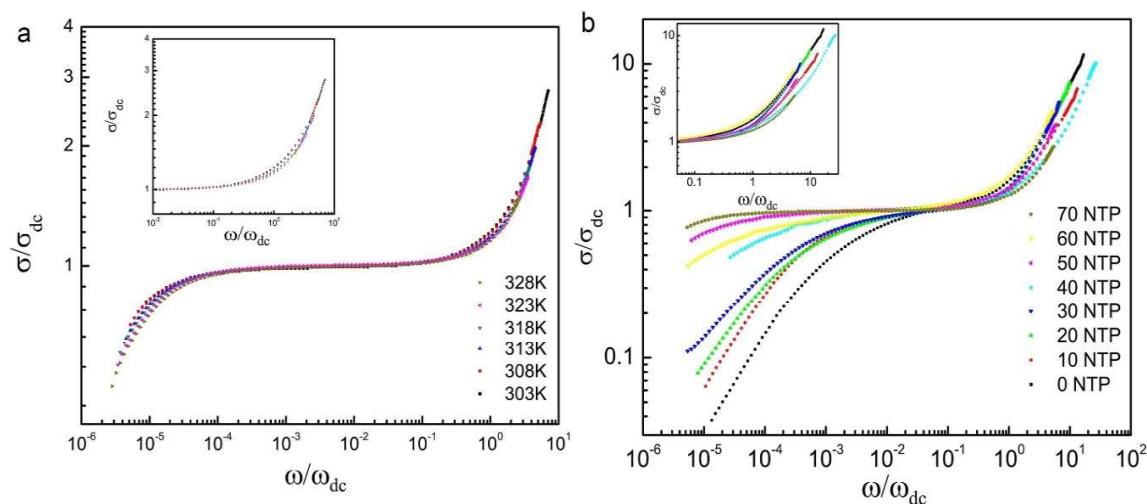 a
4
3
2
1
σ/σdc
10⁻⁶ 10⁻⁵ 10⁻⁴ 10⁻³ 10⁻² 10⁻¹ 10⁰ 10¹
ω/ωdc
328K
323K
318K
313K
308K
303K
4
3
2
1
σ/σdc
10⁻² 10⁻¹ 10⁰ 10¹
ω/ωdc
b
10
1
0.1
σ/σdc
10⁻⁶ 10⁻⁵ 10⁻⁴ 10⁻³ 10⁻² 10⁻¹ 10⁰ 10¹ 10²
ω/ωdc
70 NTP
60 NTP
50 NTP
40 NTP
30 NTP
20 NTP
10 NTP
0 NTP
10
1
σ/σdc
0.1 1 10
ω/ωdc